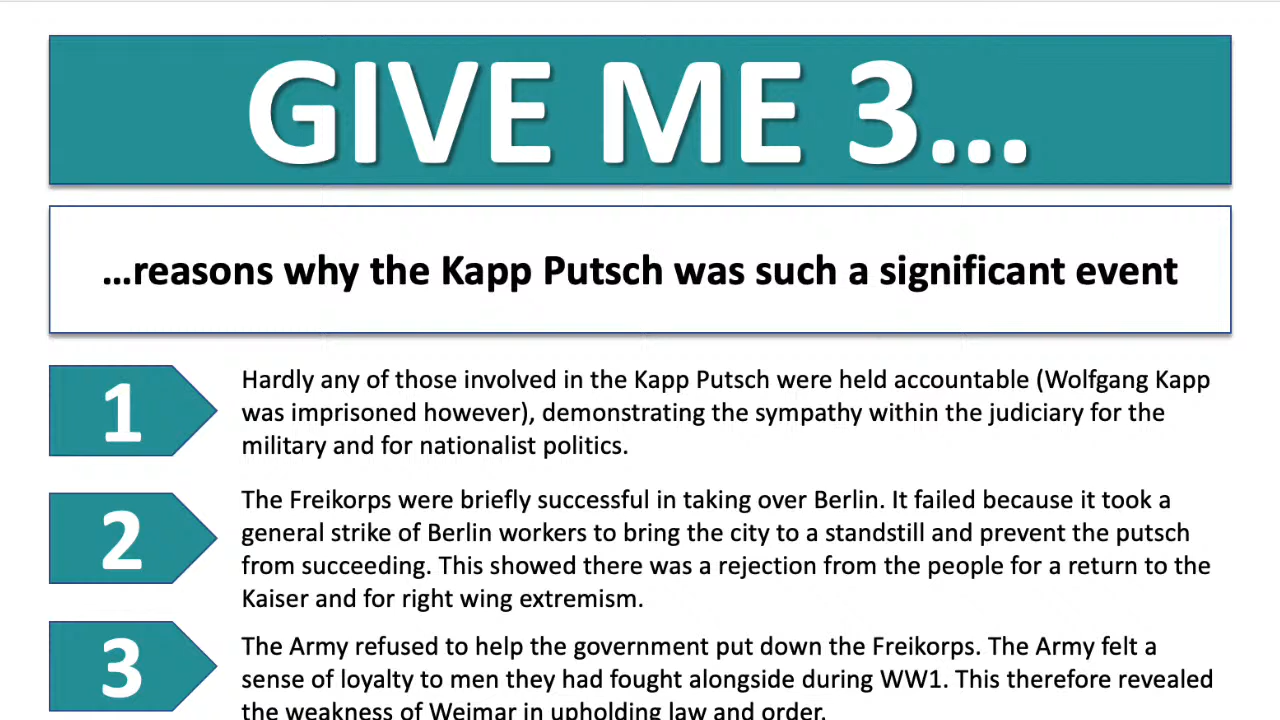 GIVE ME 3...
...reasons why the Kapp Putsch was such a significant event
1
Hardly any of those involved in the Kapp Putsch were held accountable (Wolfgang Kapp
was imprisoned however), demonstrating the sympathy within the judiciary for the
military and for nationalist politics.
2
The Freikorps were briefly successful in taking over Berlin. It failed because it took a
general strike of Berlin workers to bring the city to a standstill and prevent the putsch
from succeeding. This showed there was a rejection from the people for a return to the
Kaiser and for right wing extremism.
3
The Army refused to help the government put down the Freikorps. The Army felt a
sense of loyalty to men they had fought alongside during WW1. This therefore revealed
the weakness of Weimar in upholding law and order.